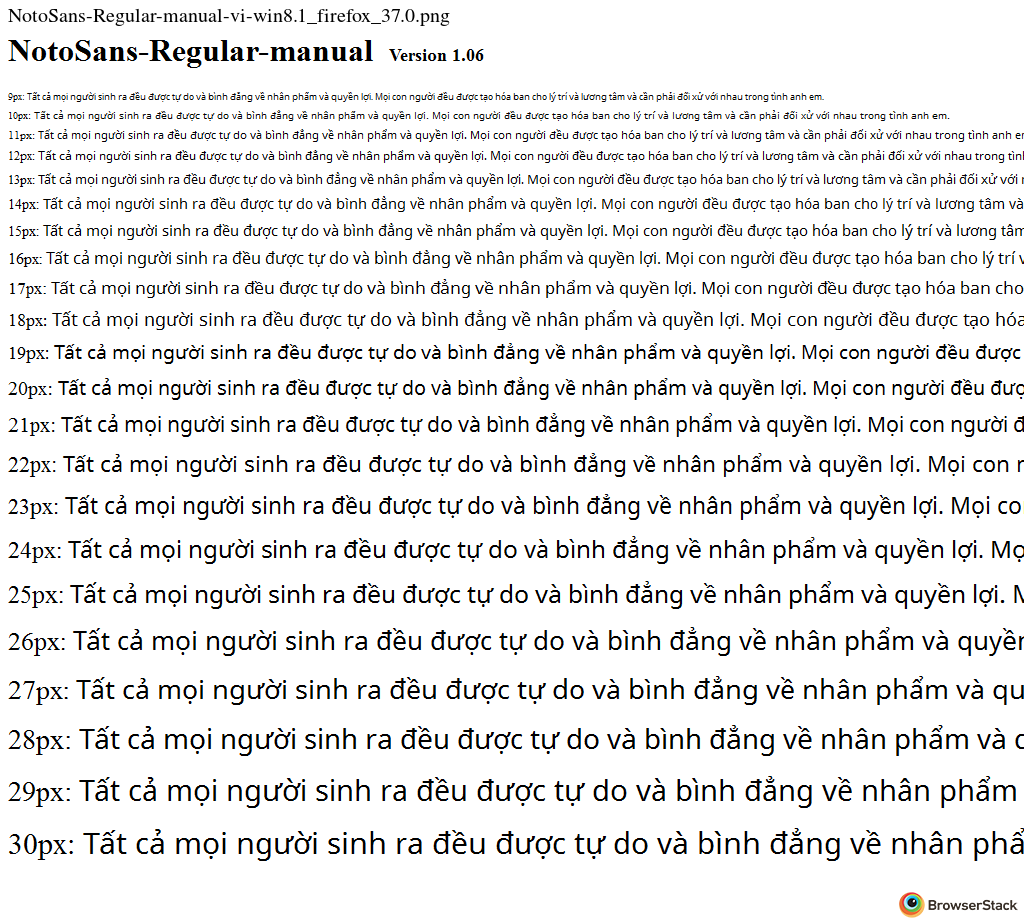 NotoSans-Regular-manual-vi-win8.1_firefox_37.0.png
NotoSans-Regular-manual Version 1.06
9px: Tất cả mọi người sinh ra đều được tự do và bình đẳng về nhân phẩm và quyền lợi. Mọi con người đều được tạo hóa ban cho lý trí và lương tâm và cần phải đối xử với nhau trong tình anh em.
10px: Tất cả mọi người sinh ra đều được tự do và bình đẳng về nhân phẩm và quyền lợi. Mọi con người đều được tạo hóa ban cho lý trí và lương tâm và cần phải đối xử với nhau trong tình anh em.
11px: Tất cả mọi người sinh ra đều được tự do và bình đẳng về nhân phẩm và quyền lợi. Mọi con người đều được tạo hóa ban cho lý trí và lương tâm và cần phải đối xử với nhau trong tình anh
12px: Tất cả mọi người sinh ra đều được tự do và bình đẳng về nhân phẩm và quyền lợi. Mọi con người đều được tạo hóa ban cho lý trí và lương tâm và cần phải đối xử với nhau trong
13px: Tất cả mọi người sinh ra đều được tự do và bình đẳng về nhân phẩm và quyền lợi. Mọi con người đều được tạo hóa ban cho lý trí và lương tâm và cần phải đối xử với
14px: Tất cả mọi người sinh ra đều được tự do và bình đẳng về nhân phẩm và quyền lợi. Mọi con người đều được tạo hóa ban cho lý trí và lương tâm và
15px: Tất cả mọi người sinh ra đều được tự do và bình đẳng về nhân phẩm và quyền lợi. Mọi con người đều được tạo hóa ban cho lý trí và lương tâm
16px: Tất cả mọi người sinh ra đều được tự do và bình đẳng về nhân phẩm và quyền lợi. Mọi con người đều được tạo hóa ban cho lý trí
17px: Tất cả mọi người sinh ra đều được tự do và bình đẳng về nhân phẩm và quyền lợi. Mọi con người đều được tạo hóa ban cho
18px: Tất cả mọi người sinh ra đều được tự do và bình đẳng về nhân phẩm và quyền lợi. Mọi con người đều được tạo hóa
19px: Tất cả mọi người sinh ra đều được tự do và bình đẳng về nhân phẩm và quyền lợi. Mọi con người đều được
20px: Tất cả mọi người sinh ra đều được tự do và bình đẳng về nhân phẩm và quyền lợi. Mọi con người đều
21px: Tất cả mọi người sinh ra đều được tự do và bình đẳng về nhân phẩm và quyền lợi. Mọi con người
22px: Tất cả mọi người sinh ra đều được tự do và bình đẳng về nhân phẩm và quyền lợi. Mọi con
23px: Tất cả mọi người sinh ra đều được tự do và bình đẳng về nhân phẩm và quyền lợi. Mọi co
24px: Tất cả mọi người sinh ra đều được tự do và bình đẳng về nhân phẩm và quyền lợi. Mọ
25px: Tất cả mọi người sinh ra đều được tự do và bình đẳng về nhân phẩm và quyền lợi.
26px: Tất cả mọi người sinh ra đều được tự do và bình đẳng về nhân phẩm và quyền
27px: Tất cả mọi người sinh ra đều được tự do và bình đẳng về nhân phẩm và qu
28px: Tất cả mọi người sinh ra đều được tự do và bình đẳng về nhân phẩm và
29px: Tất cả mọi người sinh ra đều được tự do và bình đẳng về nhân phẩm
30px: Tất cả mọi người sinh ra đều được tự do và bình đẳng về nhân phẩ
BrowserStack